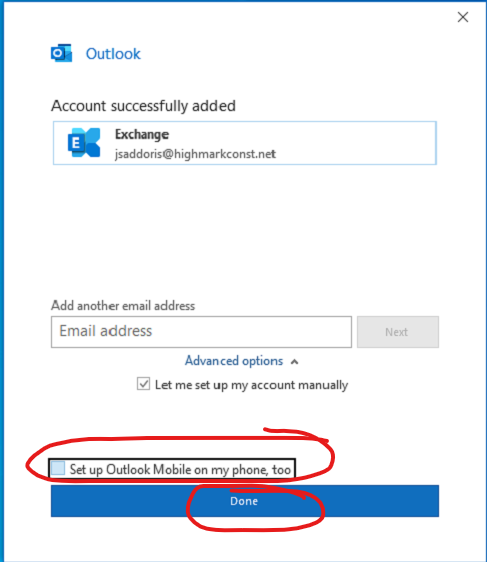 Outlook
Account successfully added
E
Exchange
jsaddoris@highmarkconst.net
Add another email address
Email address
Next
Advanced options
Let me set up my account manually
Set up Outlook Mobile on my phone, too
Done